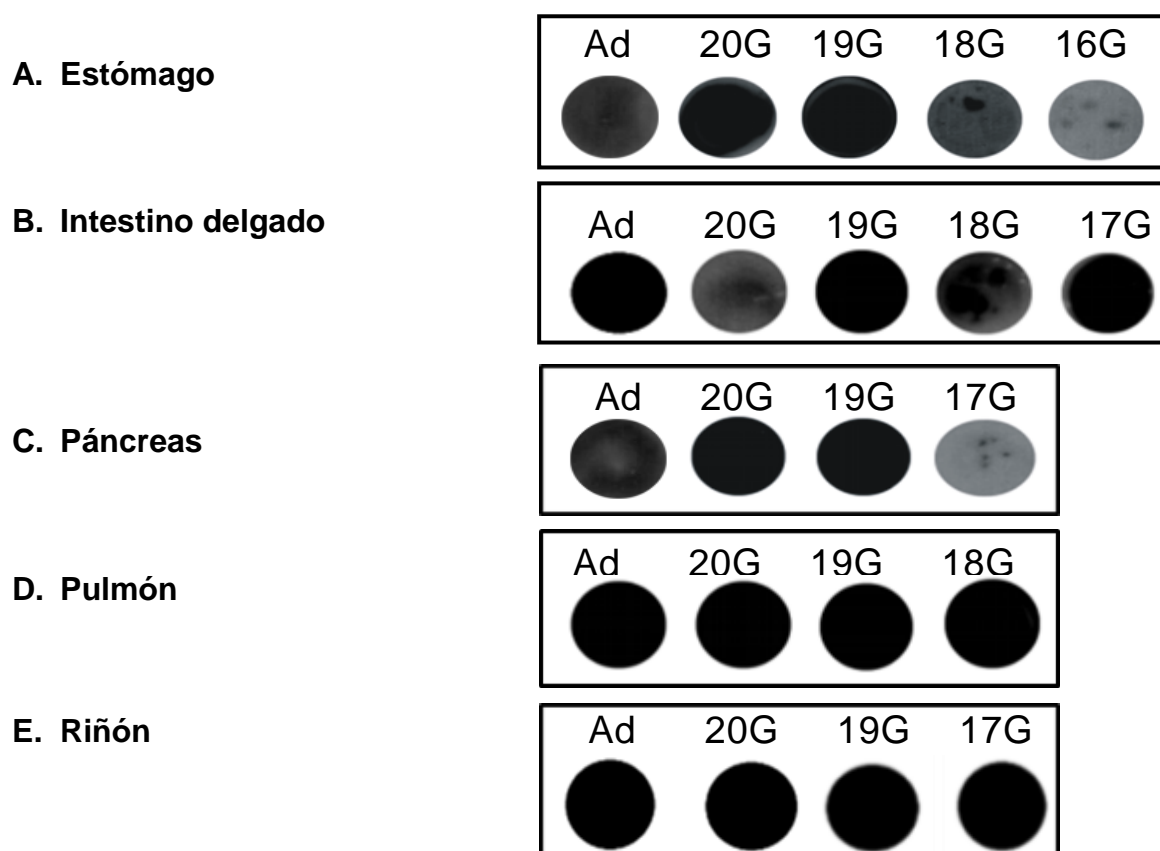 A. Estómago
Ad 20G 19G 18G 16G
B. Intestino delgado
Ad 20G 19G 18G 17G
C. Páncreas
Ad 20G 19G 17G
D. Pulmón
Ad 20G 19G 18G
E. Riñón
Ad 20G 19G 17G